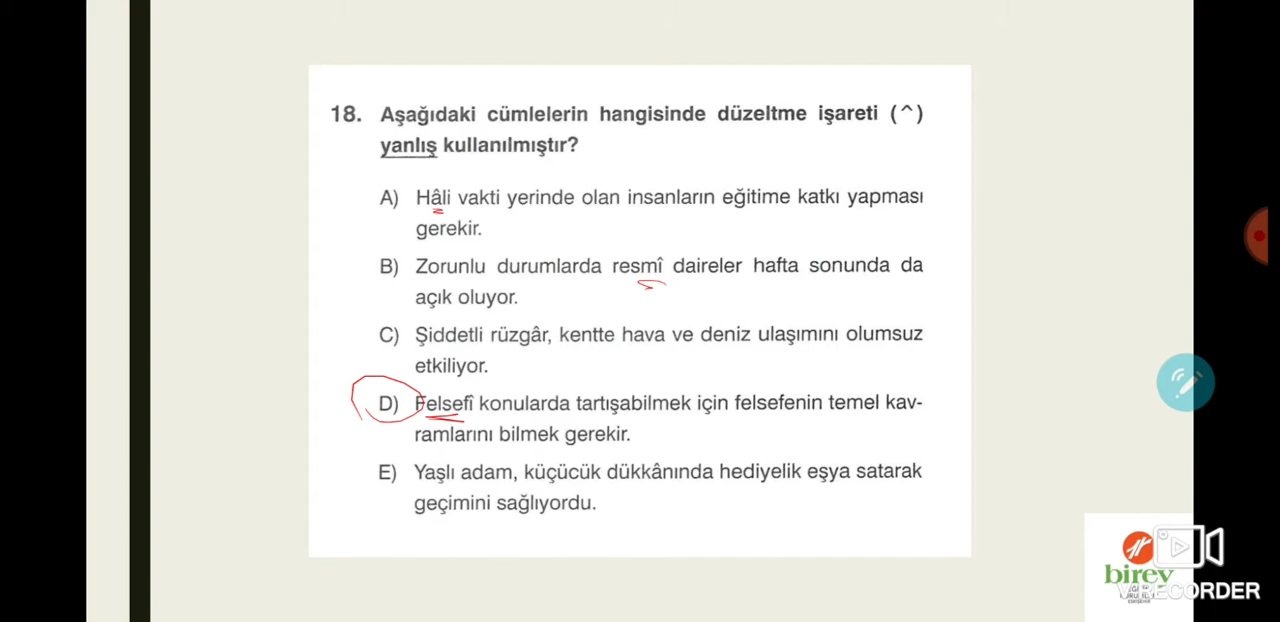 18. Aşağıdaki cümlelerin hangisinde düzeltme işareti (^)
yanlış kullanılmıştır?
A) Hâli vakti yerinde olan insanların eğitime katkı yapması
gerekir.
B) Zorunlu durumlarda resmî daireler hafta sonunda da
açık oluyor.
C) Şiddetli rüzgâr, kentte hava ve deniz ulaşımını olumsuz
etkiliyor.
D) Felsefî konularda tartışabilmek için felsefenin temel kav-
ramlarını bilmek gerekir.
E) Yaşlı adam, küçücük dükkânında hediyelik eşya satarak
geçimini sağlıyordu.
birey
RECORDER